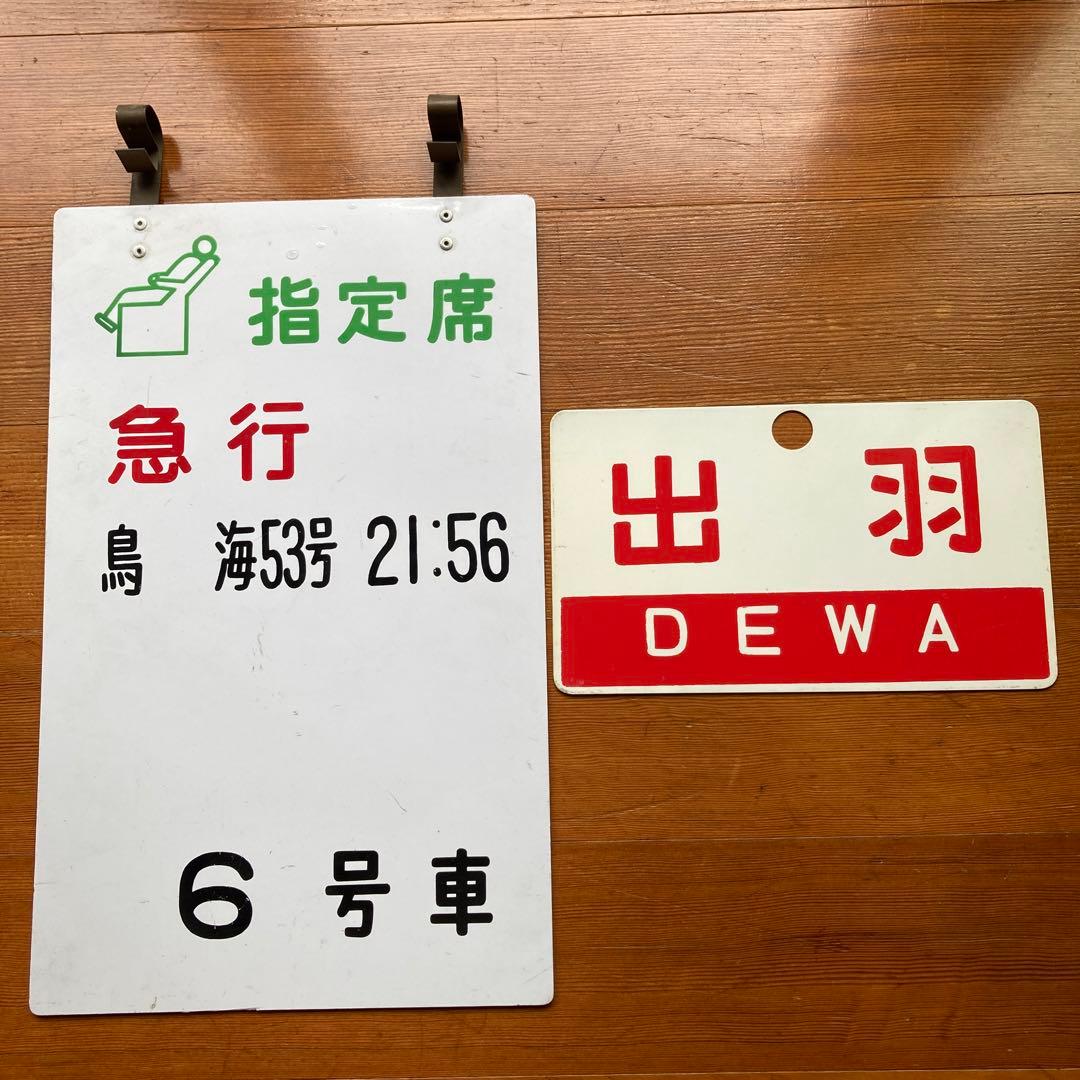 指定席
急行
鳥海53号 21:56
6号車
出羽
DEWA